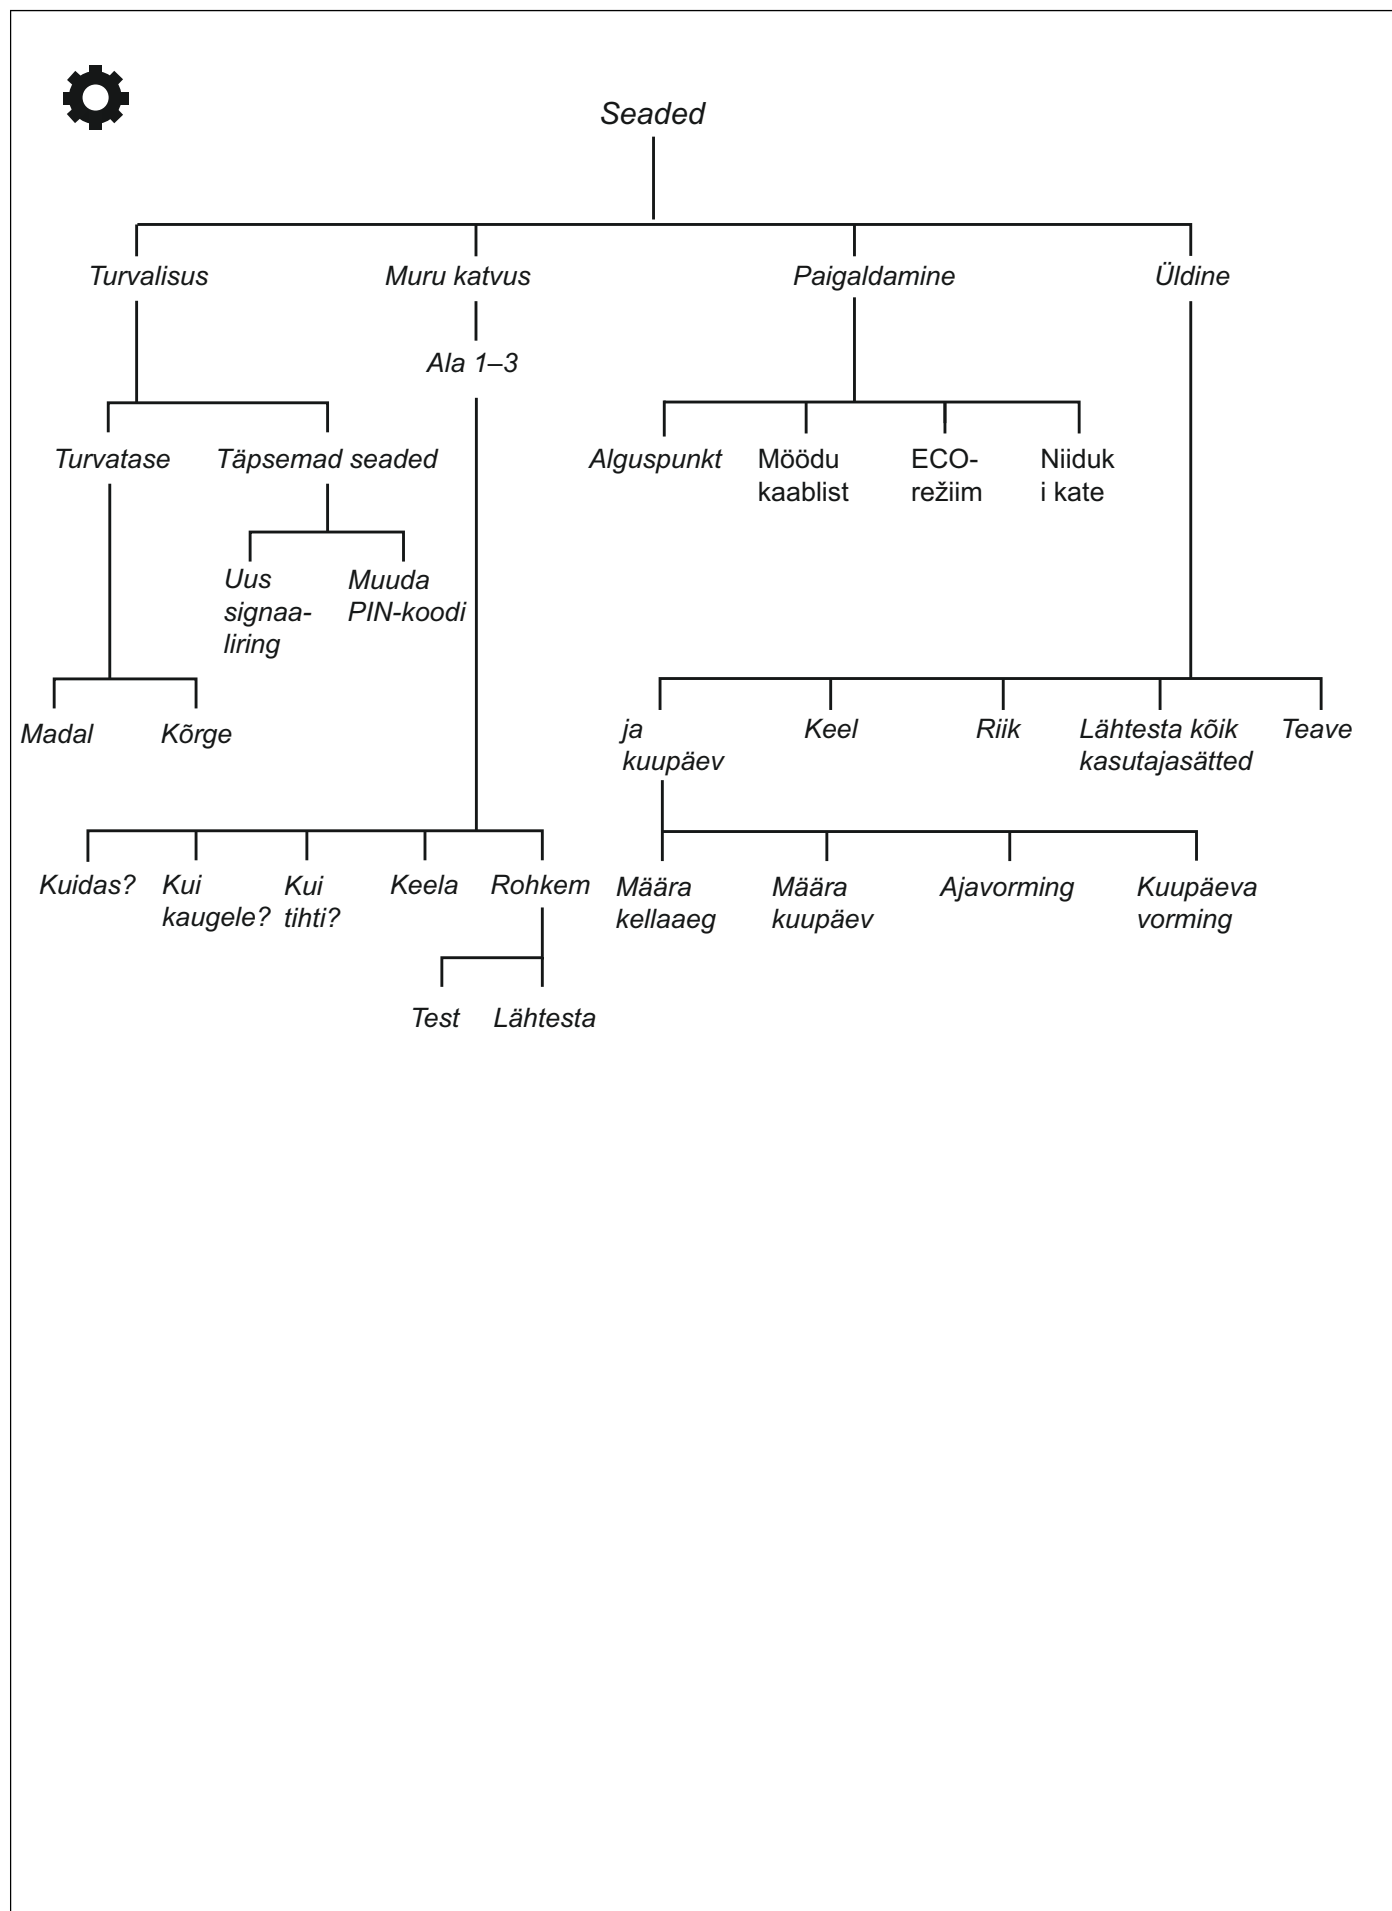 Seaded
Turvalisus
Muru katvus
Paigaldamine
Üldine
Ala 1–3
Turvatase
Täpsemad seaded
Alguspunkt
Möödu
kaablist
ECO-
režiim
Niiduk
i kate
Uus
signaa-
liring
Muuda
PIN-koodi
Madal
Kõrge
ja
kuupäev
Keel
Riik
Lähtesta kõik
kasutajasätted
Teave
Kuidas?
Kui
kaugele?
Kui
tihti?
Keela
Rohkem
Määra
kellaaeg
Määra
kuupäev
Ajavorming
Kuupäeva
vorming
Test
Lähtesta